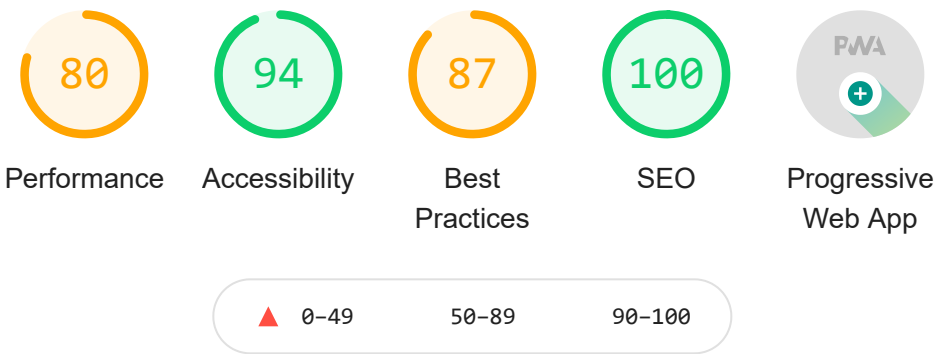 80
94
87
100
PWA
Performance
Accessibility
Best
Practices
SEO
Progressive
Web App
0–49
50–89
90–100